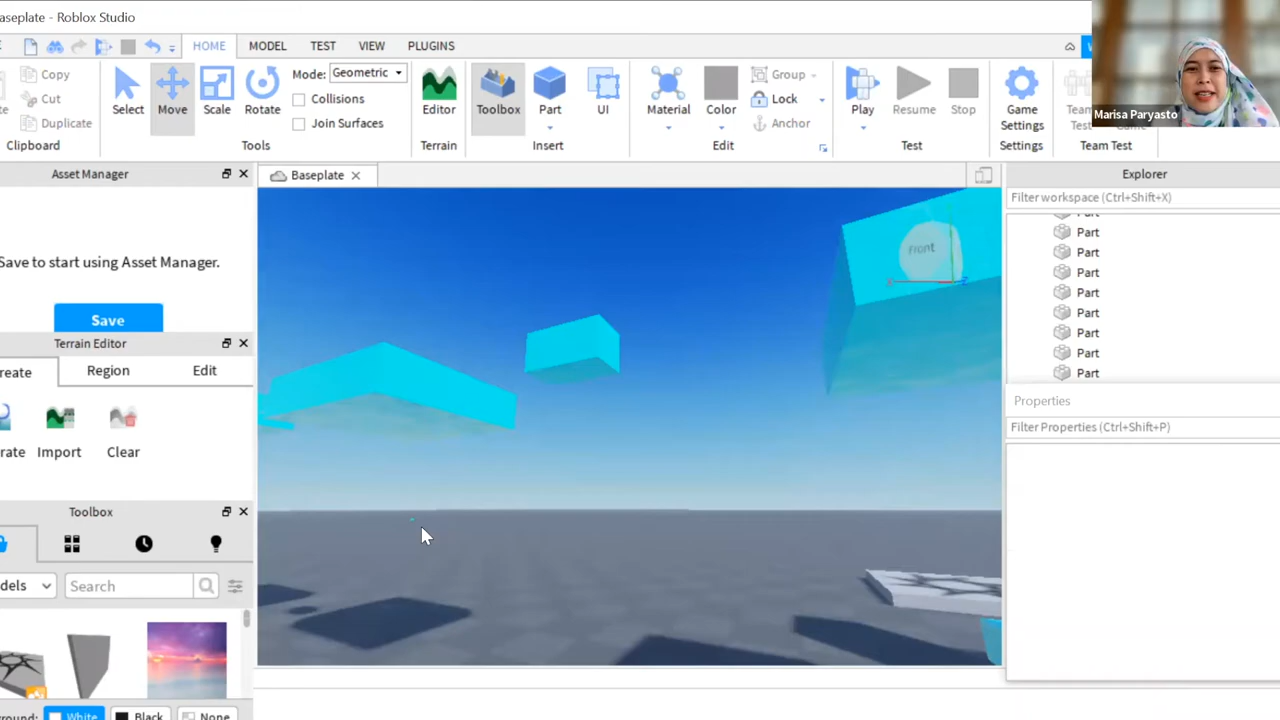 aseplate - Roblox Studio
HOME MODEL TEST VIEW PLUGINS
Copy
Cut
Duplicate
Clipboard
Select Move Scale Rotate
Mode: Geometric
Collisions
Join Surfaces
Tools
Editor
Terrain
Toolbox Part UI
Insert
Material Color
Group
Lock
Anchor
Edit
Play Resume Stop
Test
Game
Settings
Settings
Team Test
Marisa Paryasto
Asset Manager
Save to start using Asset Manager.
Save
Terrain Editor
reate Region Edit
rate Import Clear
Toolbox
dels Search
round: White Black None
Baseplate
Front
Explorer
Filter workspace (Ctrl+Shift+X)
Part
Part
Part
Part
Part
Part
Part
Part
Part
Properties
Filter Properties (Ctrl+Shift+P)